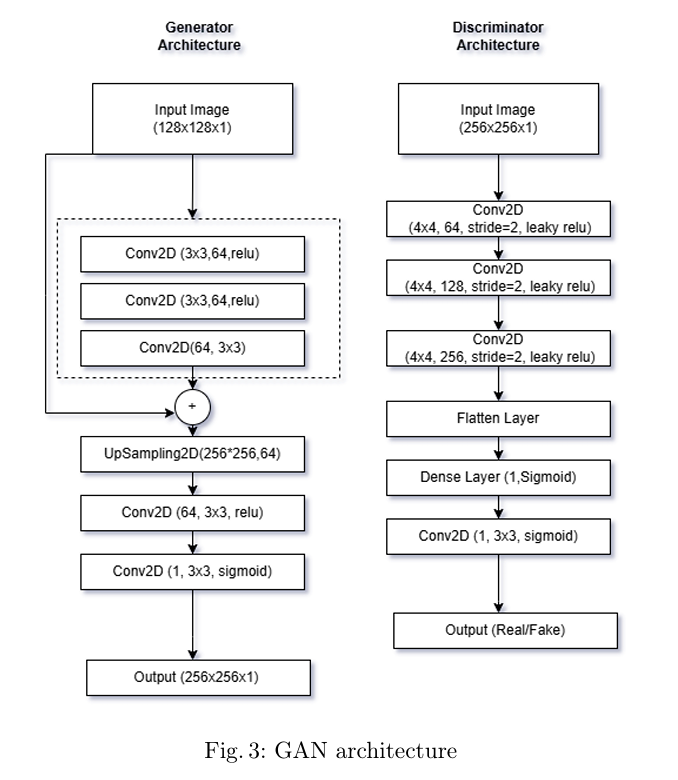 Generator
Architecture
Input Image
(128x128x1)
Conv2D (3x3,64,relu)
Conv2D (3x3,64,relu)
Conv2D(64, 3x3)
+
UpSampling2D(256*256,64)
Conv2D (64, 3x3, relu)
Conv2D (1, 3x3, sigmoid)
Output (256x256x1)
Discriminator
Architecture
Input Image
(256x256x1)
Conv2D
(4x4, 64, stride=2, leaky relu)
Conv2D
(4x4, 128, stride=2, leaky relu)
Conv2D
(4x4, 256, stride=2, leaky relu)
Flatten Layer
Dense Layer (1,Sigmoid)
Conv2D (1, 3x3, sigmoid)
Output (Real/Fake)
Fig. 3: GAN architecture